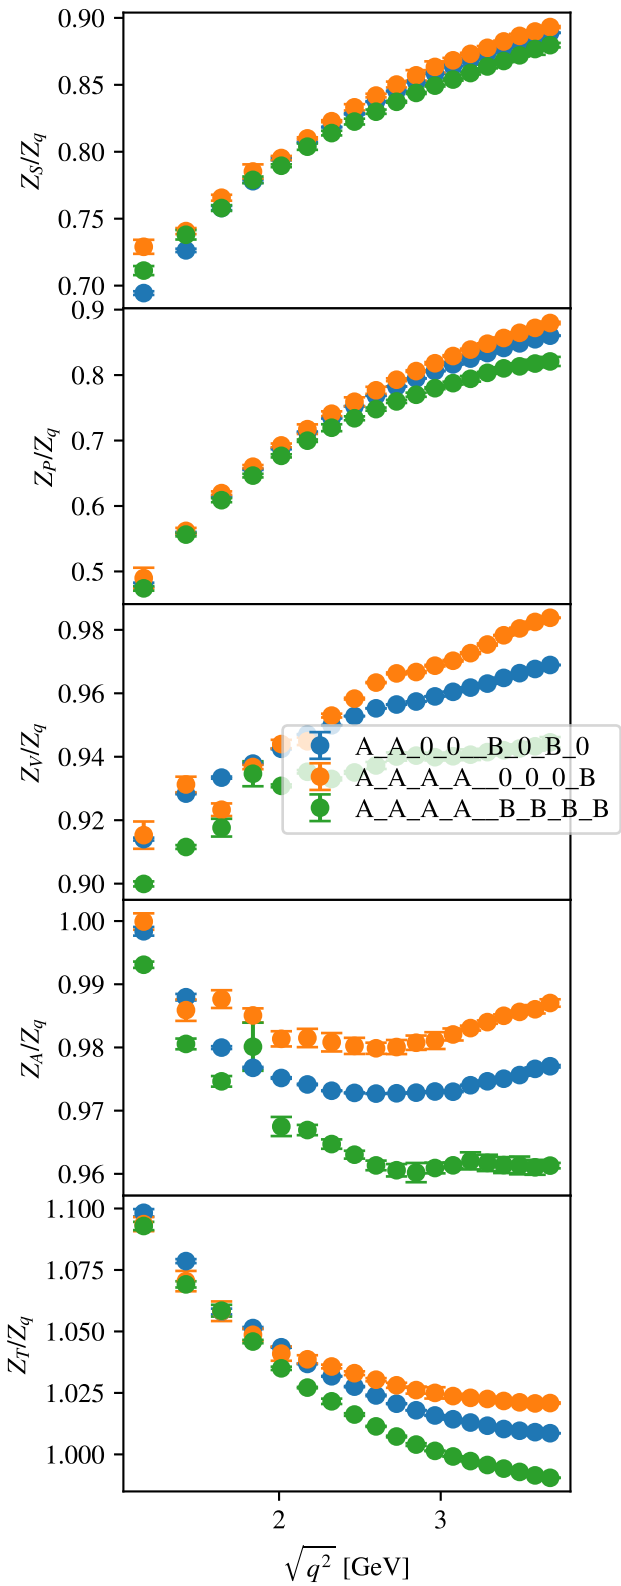 0.90
0.85
0.80
0.75
0.70
Z_S/Z_q
0.9
0.8
0.7
0.6
0.5
Z_P/Z_q
0.98
0.96
0.94
0.92
0.90
Z_V/Z_q
A_A_0_0__B_0_B_0
A_A_A_A__0_0_0_B
A_A_A_A__B_B_B_B
1.00
0.99
0.98
0.97
0.96
Z_A/Z_q
1.100
1.075
1.050
1.025
1.000
Z_T/Z_q
2 3
√q² [GeV]